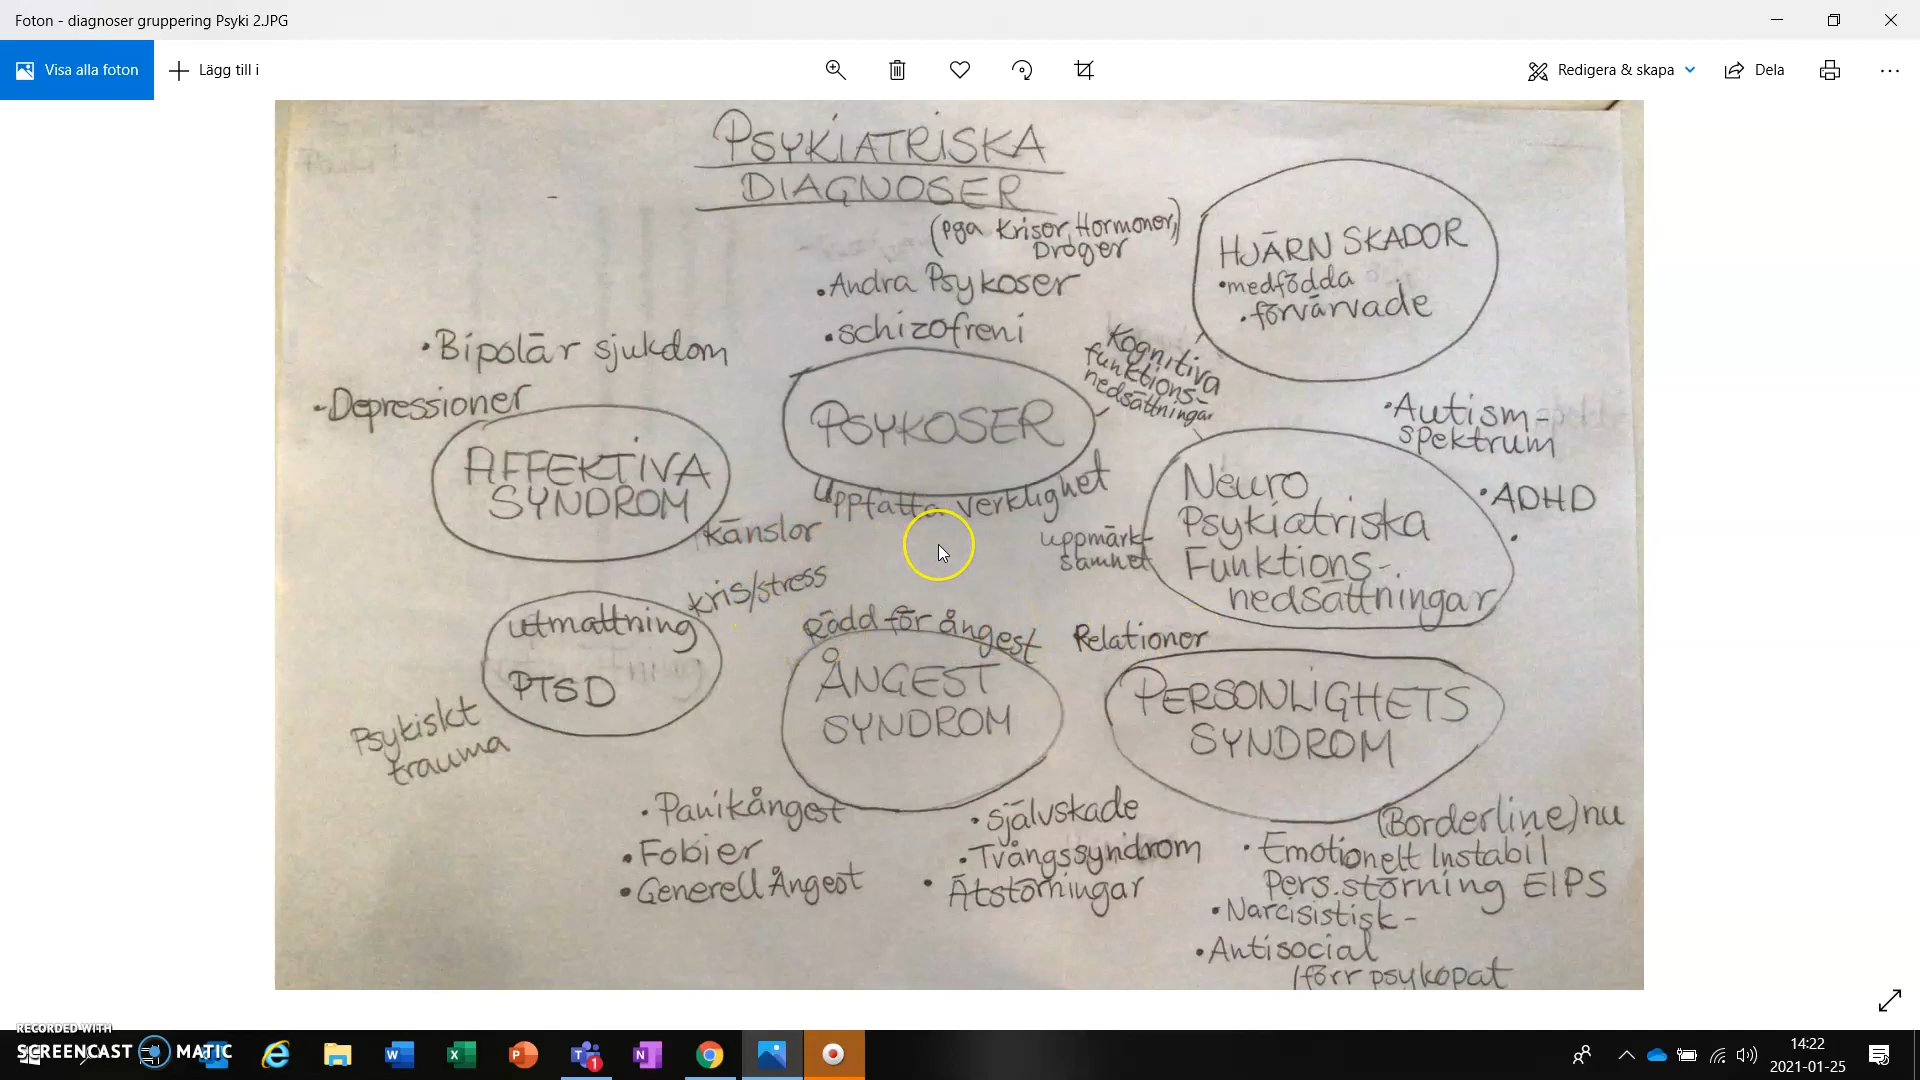 Foton - diagnoser gruppering Psyki 2.JPG
Visa alla foton
Lägg till i
Redigera & skapa
Dela
PSYKIATRISKA
DIAGNOSER
(pga Kriser, Hormoner,)
Droger
• Andra Psykoser
• schizofreni
HJÄRN SKADOR
• medfödda
• förvärvade
• Bipolär sjukdom
• Depressioner
AFFEKTIVA
SYNDROM
känslor
PSYKOSER
Uppfatta verklighet
Kognitiva
funktions-
nedsättningar
• Autism-
spektrum
• ADHD
•
Neuro
Psykiatriska
Funktions-
nedsättningar
uppmärk-
samhet
kris/stress
utmattning
PTSD
Psykiskt
trauma
Rädd för ångest
ÅNGEST
SYNDROM
Relationer
PERSONLIGHETS
SYNDROM
• Panikångest
• Fobier
• Generell Ångest
• självskade
• Tvångssyndrom
• Ätstörningar
(Borderline) nu
• Emotionelt Instabil
Pers. störning EIPS
• Narcisistisk-
• Antisocial
/förr psykopat
RECORDED WITH
SCREENCAST MATIC
1
14:22
2021-01-25